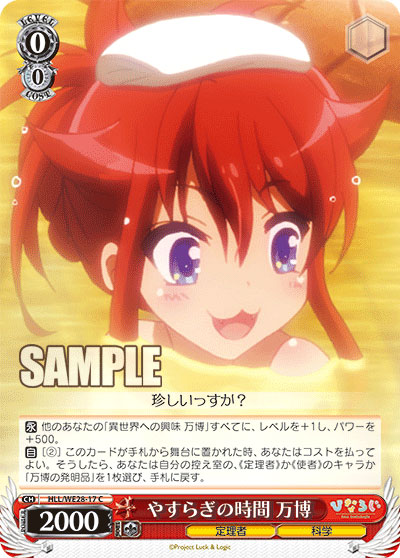 LEVEL
0
0
COST
SAMPLE
珍しいっすが？
永 他のあなたの「異世界への興味 万博」すべてに、レベルを＋1し、パワーを
＋500。
自 [②] このカードが手札から舞台に置かれた時、あなたはコストを払ってよ
い。そうしたら、あなたは自分の控え室の、《定理者》か《使者》のキャラか
「万博の発明品」を1枚選び、手札に戻す。
CH HLL/WE28-17 C
2000
やすらぎの時間 万博
ひなろじ
定理者 科学
©Project Luck & Logic